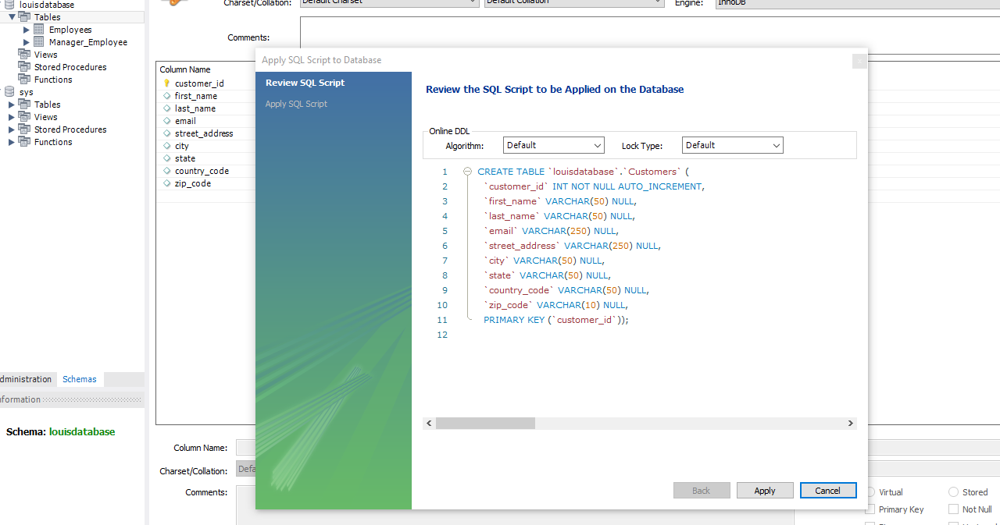 louisdatabase
Tables
Employees
Manager_Employee
Views
Stored Procedures
Functions
sys
Tables
Views
Stored Procedures
Functions
dministration Schemas
nformation
Schema: louisdatabase
Charset/Collation: Default Charset Default Collation Engine: InnoDB
Comments:
Column Name
customer_id
first_name
last_name
email
street_address
city
state
country_code
zip_code
Apply SQL Script to Database
Review SQL Script
Apply SQL Script
Review the SQL Script to be Applied on the Database
Online DDL
Algorithm: Default Lock Type: Default
1 CREATE TABLE `louisdatabase`.`Customers` (
2 `customer_id` INT NOT NULL AUTO_INCREMENT,
3 `first_name` VARCHAR(50) NULL,
4 `last_name` VARCHAR(50) NULL,
5 `email` VARCHAR(250) NULL,
6 `street_address` VARCHAR(250) NULL,
7 `city` VARCHAR(50) NULL,
8 `state` VARCHAR(50) NULL,
9 `country_code` VARCHAR(50) NULL,
10 `zip_code` VARCHAR(10) NULL,
11 PRIMARY KEY (`customer_id`));
12
Back Apply Cancel
Column Name:
Charset/Collation: Defa
Comments:
Virtual Stored
Primary Key Not Null